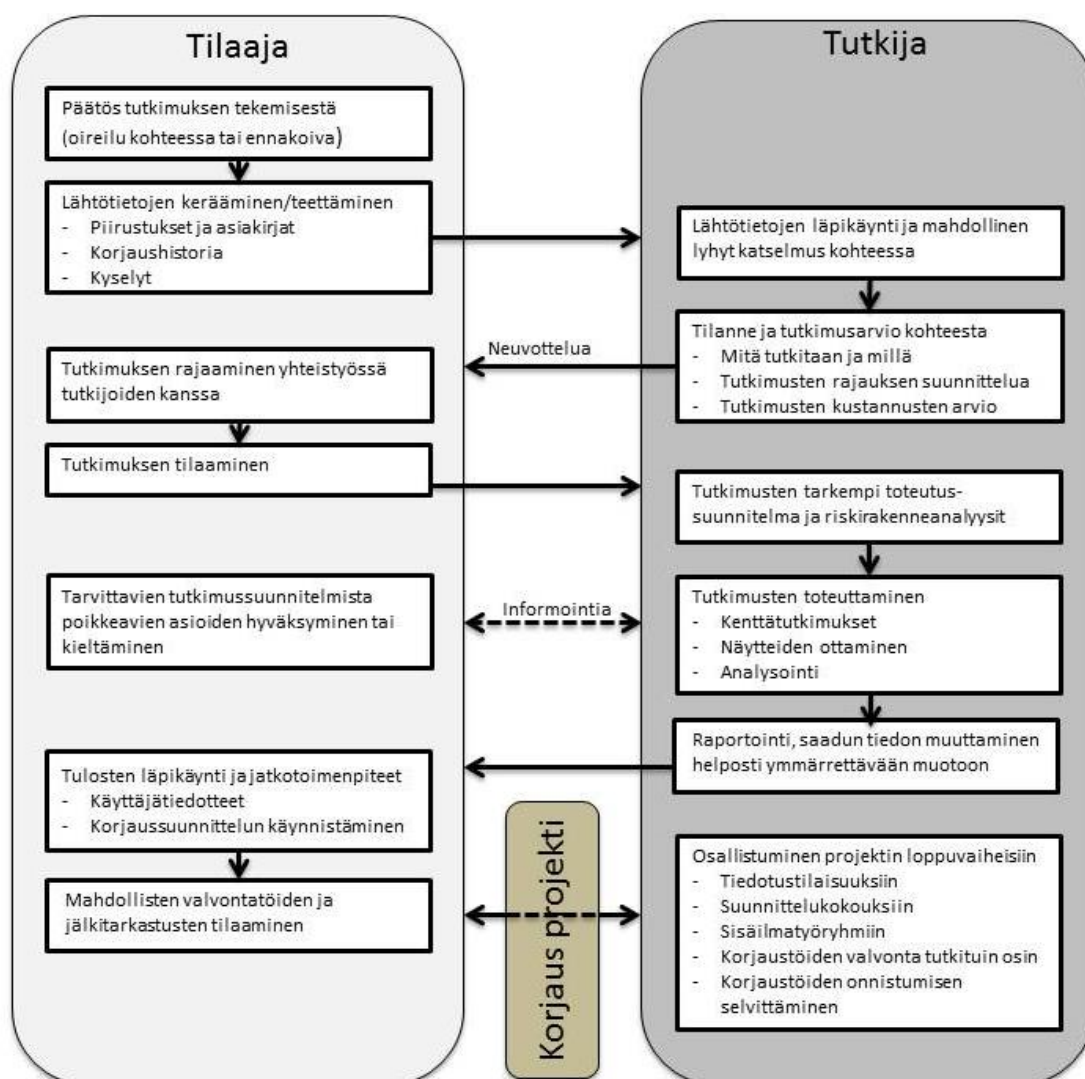 Tilaaja
Päätös tutkimuksen tekemisestä
(oireilu kohteessa tai ennakoiva)
Lähtötietojen kerääminen/teettäminen
- Piirustukset ja asiakirjat
- Korjaushistoria
- Kyselyt
Tutkimuksen rajaaminen yhteistyössä
tutkijoiden kanssa
Tutkimuksen tilaaminen
Tarvittavien tutkimussuunnitelmista
poikkeavien asioiden hyväksyminen tai
kieltäminen
Tulosten läpikäynti ja jatkotoimenpiteet
- Käyttäjätiedotteet
- Korjaussuunnittelun käynnistäminen
Mahdollisten valvontatöiden ja
jälkitarkastusten tilaaminen
Neuvottelua
Informointia
Korjaus projekti
Tutkija
Lähtötietojen läpikäynti ja mahdollinen
lyhyt katselmus kohteessa
Tilanne ja tutkimusarvio kohteesta
- Mitä tutkitaan ja millä
- Tutkimusten rajauksen suunnittelua
- Tutkimusten kustannusten arvio
Tutkimusten tarkempi toteutus-
suunnitelma ja riskirakenneanalyysit
Tutkimusten toteuttaminen
- Kenttätutkimukset
- Näytteiden ottaminen
- Analysointi
Raportointi, saadun tiedon muuttaminen
helposti ymmärrettävään muotoon
Osallistuminen projektin loppuvaiheisiin
- Tiedotustilaisuuksiin
- Suunnittelukokouksiin
- Sisäilmatyöryhmiin
- Korjaustöiden valvonta tutkituin osin
- Korjaustöiden onnistumisen
selvittäminen